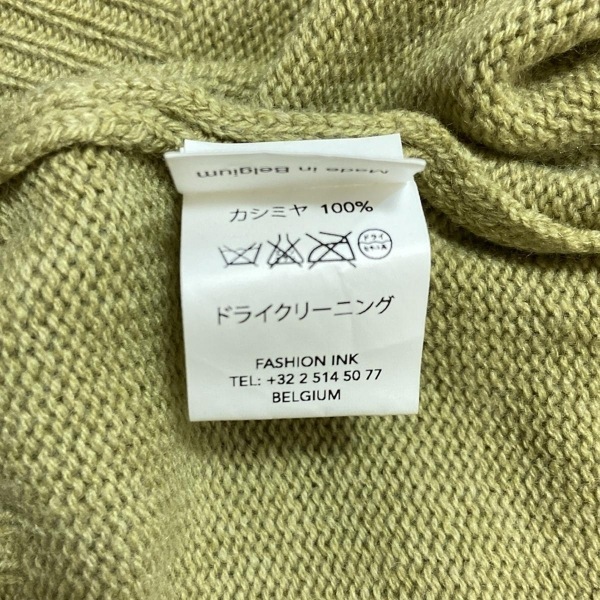 Made in Belgium
カシミヤ 100%
ドライ
ドライクリーニング
FASHION INK
TEL: +32 2 514 50 77
BELGIUM